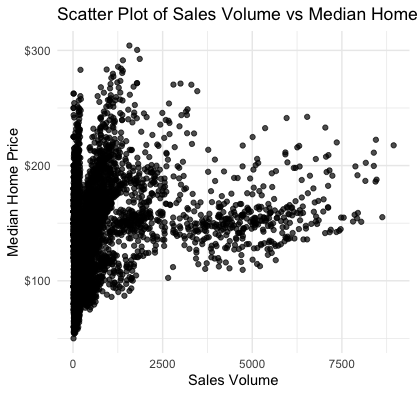 Scatter Plot of Sales Volume vs Median Home
$300
$200
$100
Median Home Price
0 2500 5000 7500
Sales Volume